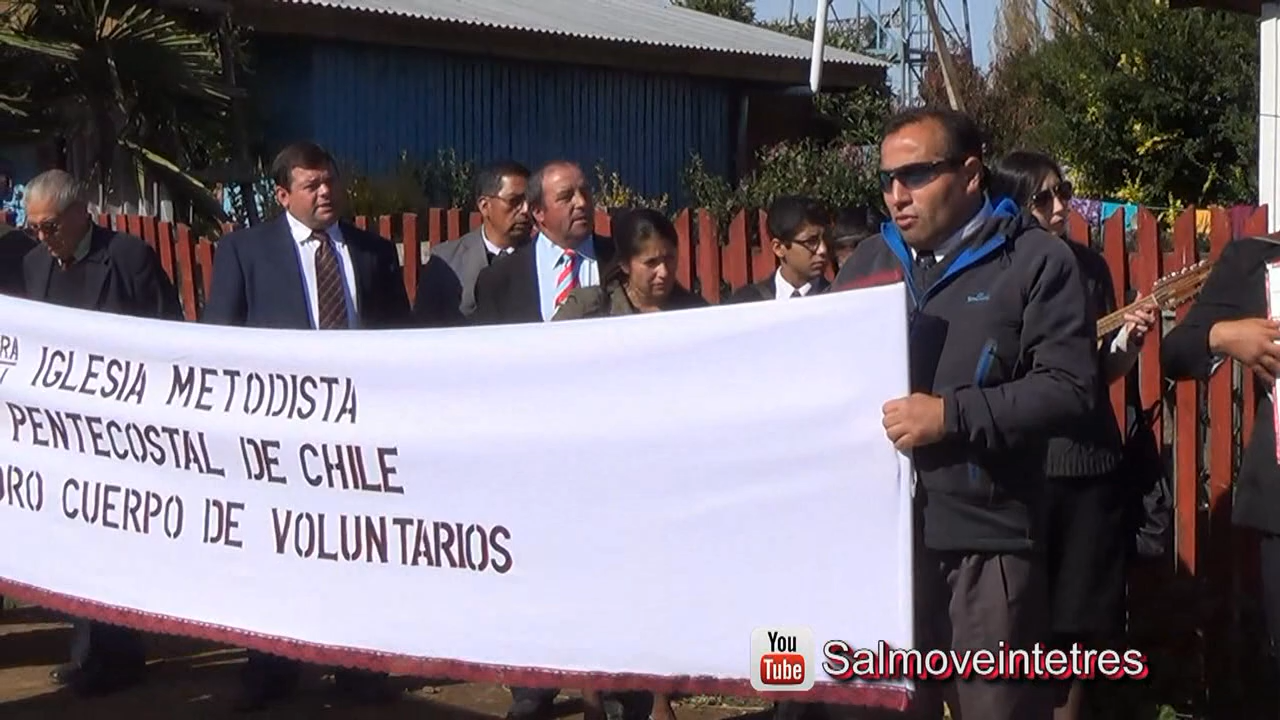 IGLESIA METODISTA
PENTECOSTAL DE CHILE
CUERPO DE VOLUNTARIOS
You
Tube
Salmoveintetres